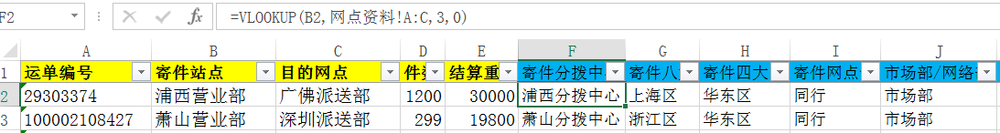 F2 =VLOOKUP(B2,网点资料!A:C,3,0)
A B C D E F G H I J
1 运单编号 寄件站点 目的网点 件 结算重 寄件分拨中 寄件八 寄件四大 寄件网点 市场部/网络
2 29303374 浦西营业部 广佛派送部 1200 30000 浦西分拨中心 上海区 华东区 同行 市场部
3 100002108427 萧山营业部 深圳派送部 299 19800 萧山分拨中心 浙江区 华东区 同行 市场部